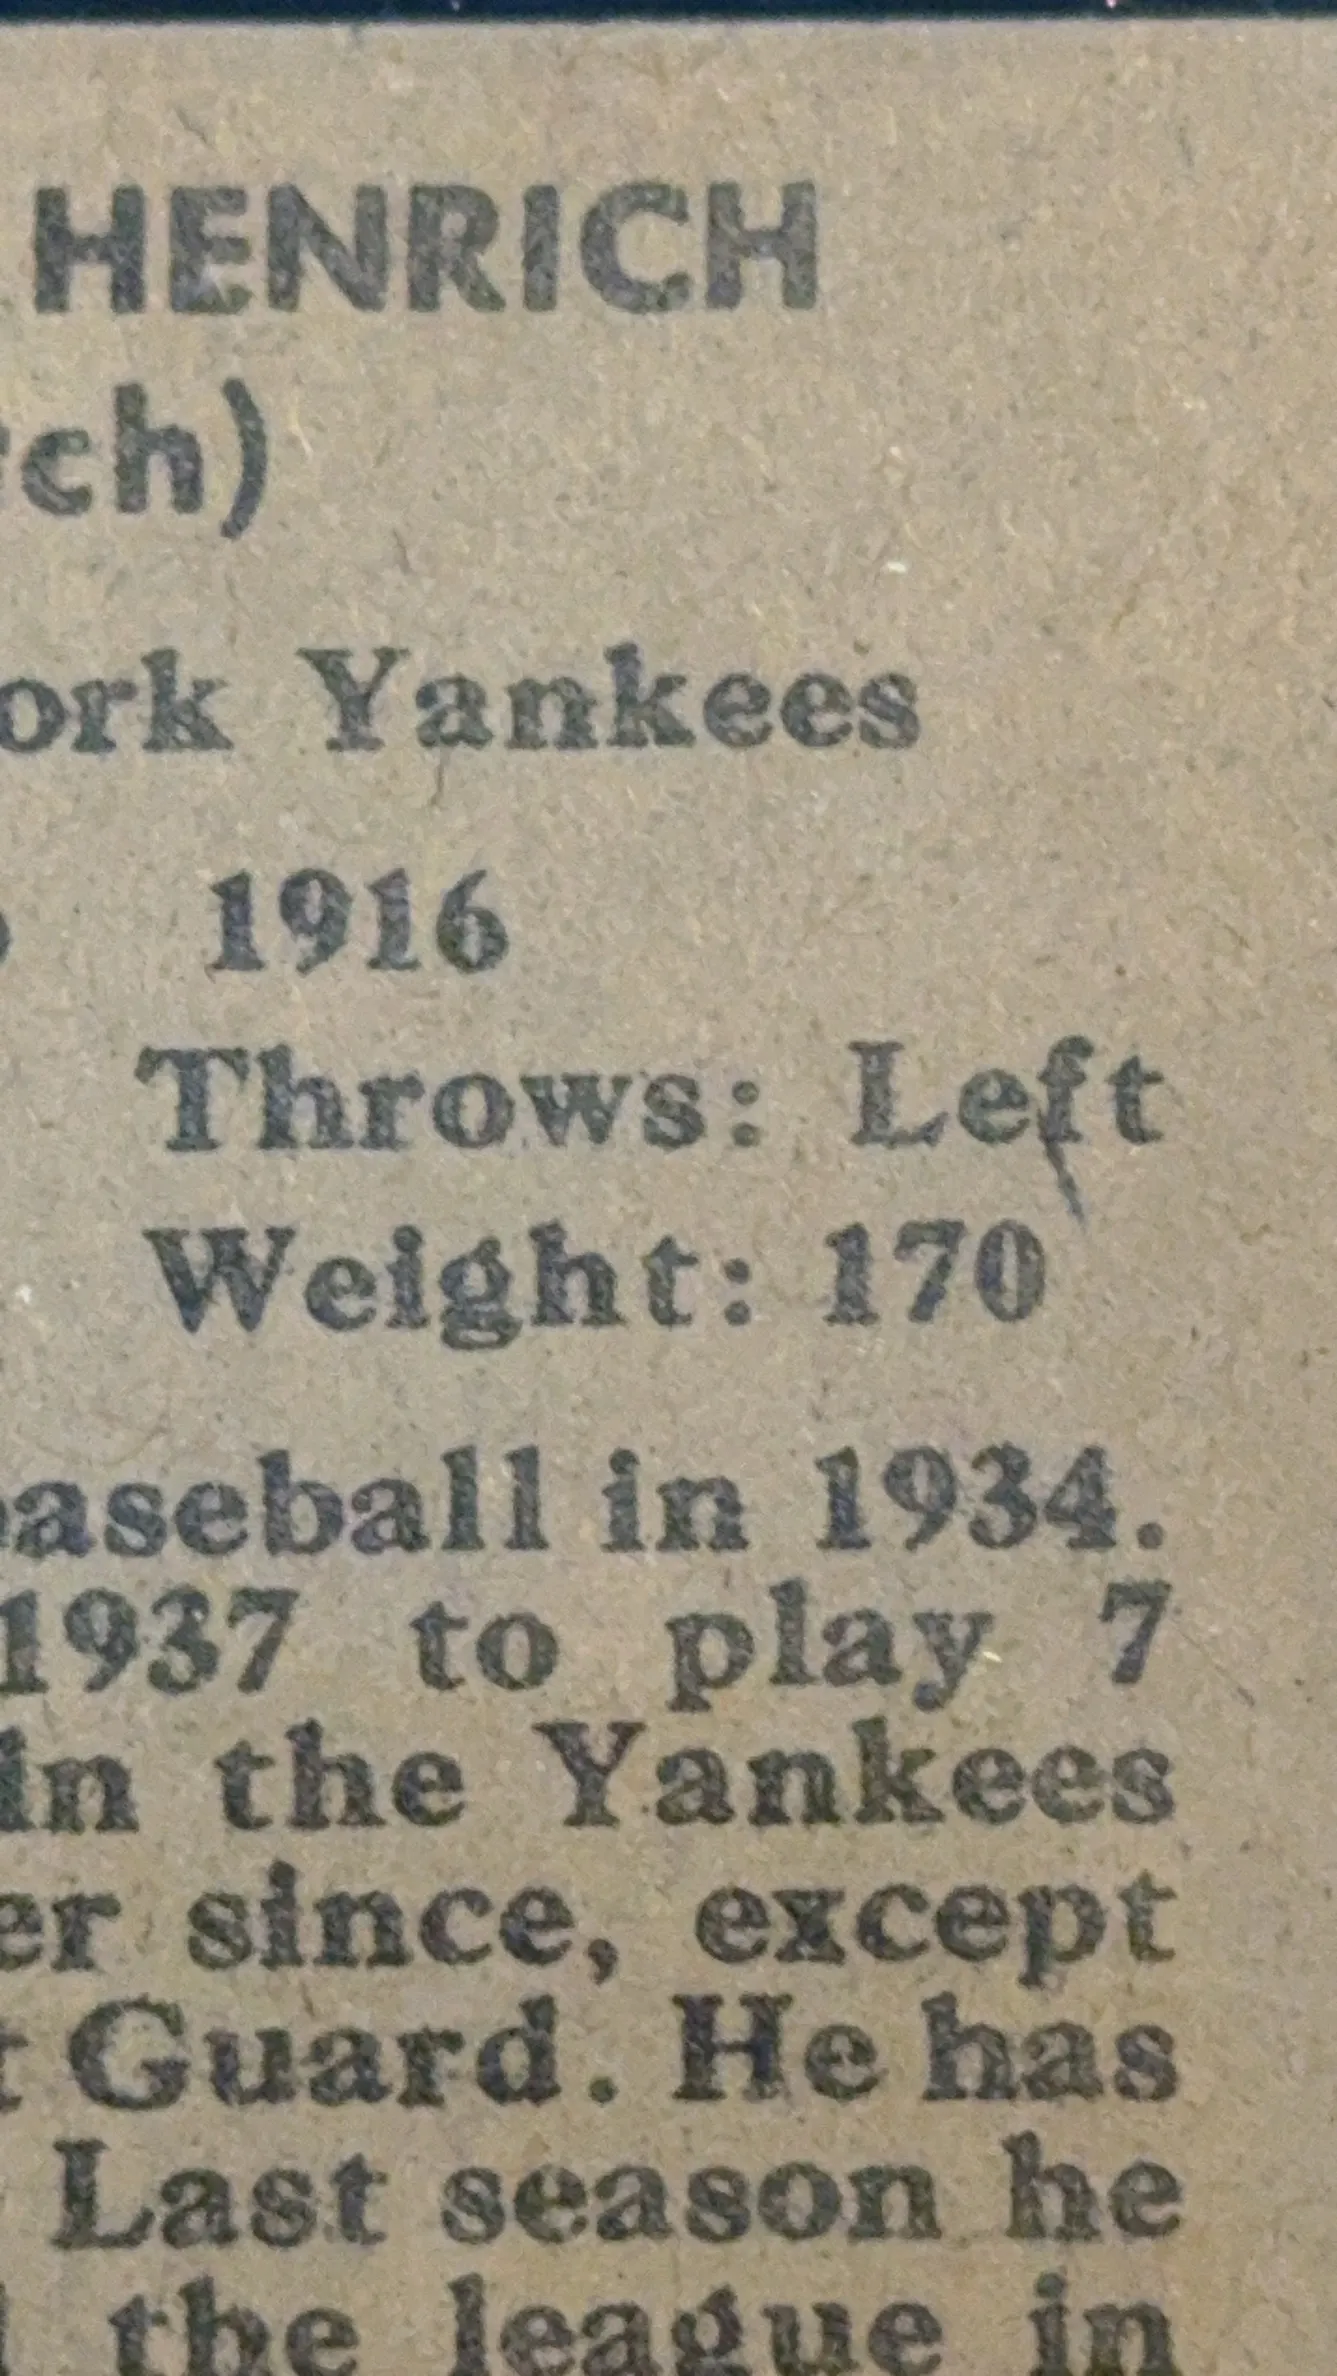 HENRICH
ch)
ork Yankees
1916
Throws: Left
Weight: 170
aseball in 1934.
1937 to play 7
in the Yankees
er since, except
t Guard. He has
Last season he
the league in